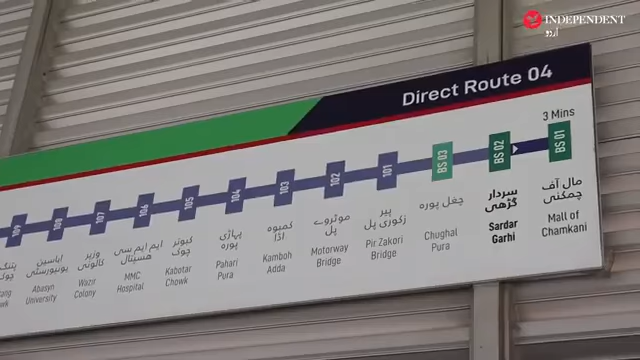 INDEPENDENT
اُردو
Direct Route 04
3 Mins
109
108
107
106
105
104
103
102
101
BS 03
BS 02
BS 01
اباسین
یونیورسٹی
وزیر
کالونی
ایم ایم سی
ہسپتال
کبوتر
چوک
پہاڑی
پورہ
کمبوہ
اڈا
موٹروے
پل
پیر
زکوری پل
چغل پورہ
سردار
گڑھی
مال آف
چمکنی
Abasyn
University
Wazir
Colony
MMC
Hospital
Kabotar
Chowk
Pahari
Pura
Kamboh
Adda
Motorway
Bridge
Pir Zakori
Bridge
Chughal
Pura
Sardar
Garhi
Mall of
Chamkani